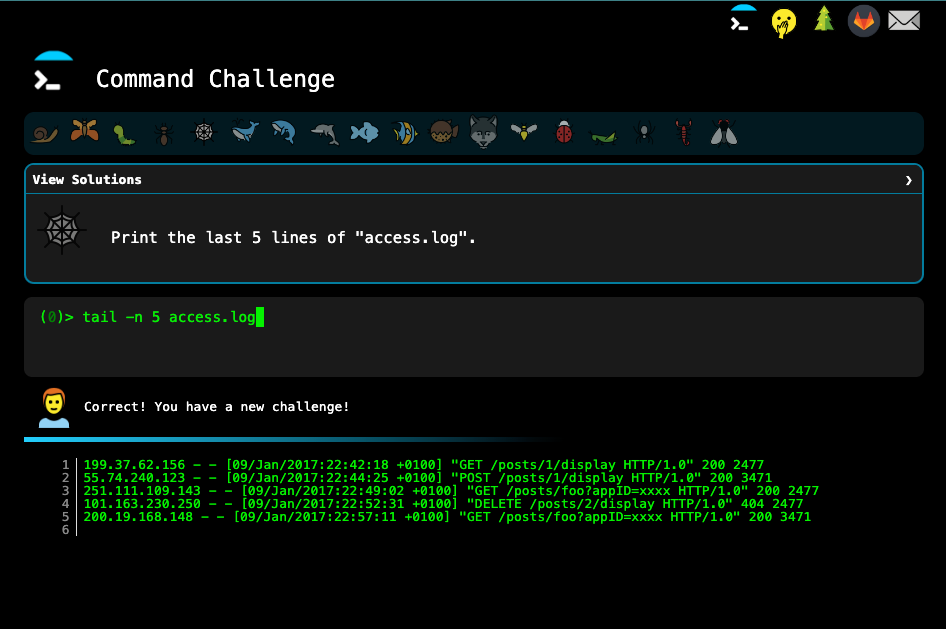 Command Challenge
View Solutions
Print the last 5 lines of "access.log".
(0)> tail -n 5 access.log
Correct! You have a new challenge!
1 199.37.62.156 - - [09/Jan/2017:22:42:18 +0100] "GET /posts/1/display HTTP/1.0" 200 2477
2 55.74.240.123 - - [09/Jan/2017:22:44:25 +0100] "POST /posts/1/display HTTP/1.0" 200 3471
3 251.111.109.143 - - [09/Jan/2017:22:49:02 +0100] "GET /posts/foo?appID=xxxx HTTP/1.0" 200 2477
4 101.163.230.250 - - [09/Jan/2017:22:52:31 +0100] "DELETE /posts/2/display HTTP/1.0" 404 2477
5 200.19.168.148 - - [09/Jan/2017:22:57:11 +0100] "GET /posts/foo?appID=xxxx HTTP/1.0" 200 3471
6